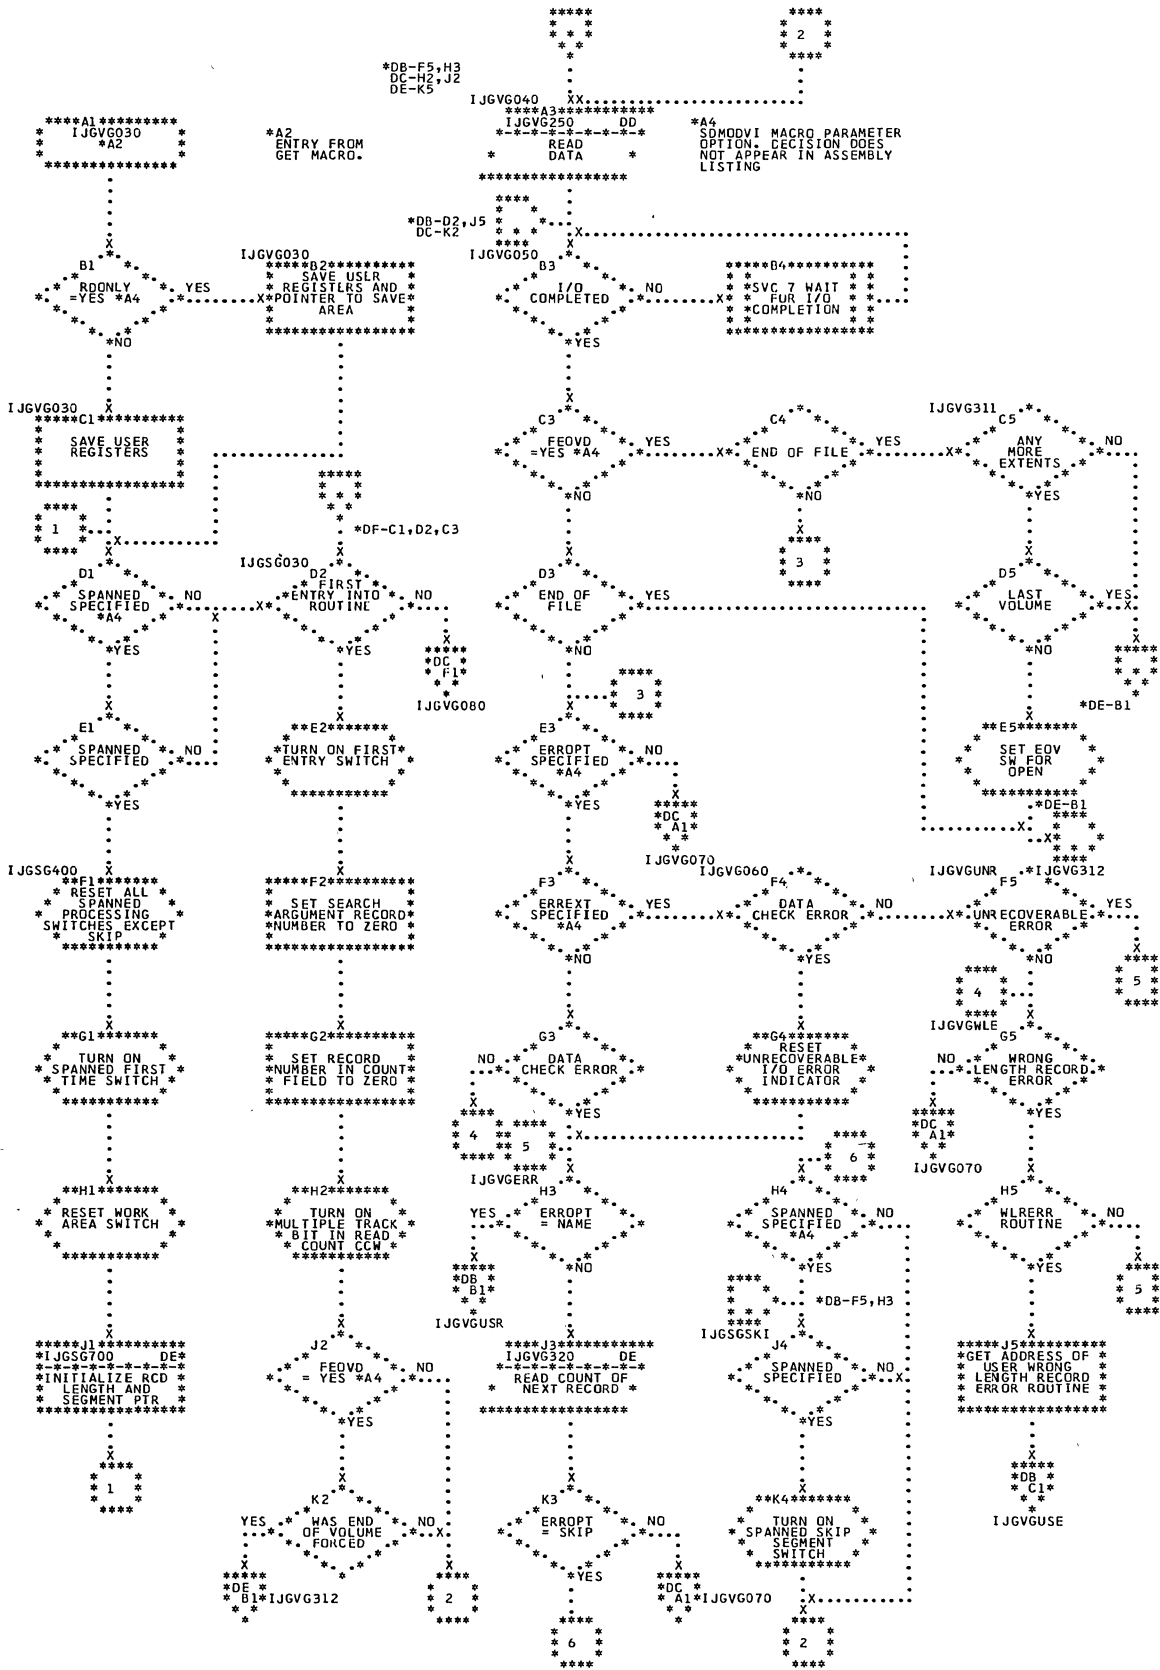 2
*DB-F5,H3
DC-H2,J2
DE-K5
IJGVG040
A1
IJGVG030
*A2
*A2
ENTRY FROM
GET MACRO.
A3
IJGVG250 DD
READ
DATA
*A4
SDMODVI MACRO PARAMETER
OPTION. DECISION DOES
NOT APPEAR IN ASSEMBLY
LISTING
*DB-D2,J5
DC-K2
B1
RDONLY
=YES *A4
YES
NO
IJGVG030
B2
SAVE USER
REGISTERS AND
POINTER TO SAVE
AREA
IJGVG050
B3
I/O
COMPLETED
NO
YES
B4
SVC 7 WAIT
FOR I/O
COMPLETION
IJGVG030
C1
SAVE USER
REGISTERS
C3
FEOVD
=YES *A4
YES
NO
C4
END OF FILE
YES
NO
3
IJGVG311
C5
ANY
MORE
EXTENTS
NO
YES
1
*DF-C1,D2,C3
D1
SPANNED
SPECIFIED
*A4
NO
YES
IJGSG030
D2
FIRST
ENTRY INTO
ROUTINE
NO
YES
DC
F1
IJGVG080
D3
END OF
FILE
YES
NO
D5
LAST
VOLUME
YES
NO
*DE-B1
3
E1
SPANNED
SPECIFIED
NO
YES
E2
TURN ON FIRST
ENTRY SWITCH
E3
ERROPT
SPECIFIED
*A4
NO
YES
DC
A1
IJGVG070
E5
SET EOV
SW FOR
OPEN
*DE-B1
IJGVG312
IJGSG400
F1
RESET ALL
SPANNED
PROCESSING
SWITCHES EXCEPT
SKIP
F2
SET SEARCH
ARGUMENT RECORD
NUMBER TO ZERO
F3
ERREXT
SPECIFIED
*A4
YES
NO
IJGVG060
F4
DATA
CHECK ERROR
NO
YES
IJGVGUNR
F5
UNRECOVERABLE
ERROR
YES
NO
5
4
G1
TURN ON
SPANNED FIRST
TIME SWITCH
G2
SET RECORD
NUMBER IN COUNT
FIELD TO ZERO
G3
DATA
CHECK ERROR
NO
YES
4
5
G4
RESET
UNRECOVERABLE
I/O ERROR
INDICATOR
6
IJGVGWLE
G5
WRONG
LENGTH RECORD
ERROR
NO
YES
DC
A1
IJGVG070
H1
RESET WORK
AREA SWITCH
H2
TURN ON
MULTIPLE TRACK
BIT IN READ
COUNT CCW
IJGVGERR
H3
ERROPT
= NAME
YES
NO
DB
B1
IJGVGUSR
H4
SPANNED
SPECIFIED
*A4
NO
YES
*DB-F5,H3
H5
WLRERR
ROUTINE
NO
YES
5
J1
IJGSG700 DE
INITIALIZE RCD
LENGTH AND
SEGMENT PTR
1
J2
FEOVD
= YES *A4
NO
YES
J3
IJGVG320 DE
READ COUNT OF
NEXT RECORD
IJGSGSKI
J4
SPANNED
SPECIFIED
NO
YES
J5
GET ADDRESS OF
USER WRONG
LENGTH RECORD
ERROR ROUTINE
DB
C1
IJGVGUSE
K2
WAS END
OF VOLUME
FORCED
YES
NO
DE
B1
IJGVG312
2
K3
ERROPT
= SKIP
NO
YES
DC
A1
IJGVG070
6
K4
TURN ON
SPANNED SKIP
SEGMENT
SWITCH
2